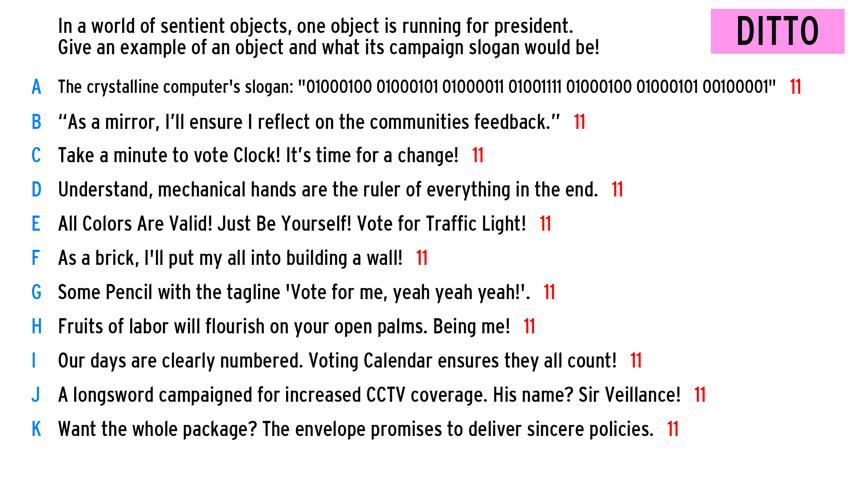 In a world of sentient objects, one object is running for president.
Give an example of an object and what its campaign slogan would be!
DITTO
A The crystalline computer's slogan: "01000100 01000101 01000011 01001111 01000100 01000101 00100001" 11
B “As a mirror, I’ll ensure I reflect on the communities feedback.” 11
C Take a minute to vote Clock! It’s time for a change! 11
D Understand, mechanical hands are the ruler of everything in the end. 11
E All Colors Are Valid! Just Be Yourself! Vote for Traffic Light! 11
F As a brick, I'll put my all into building a wall! 11
G Some Pencil with the tagline 'Vote for me, yeah yeah yeah!'. 11
H Fruits of labor will flourish on your open palms. Being me! 11
I Our days are clearly numbered. Voting Calendar ensures they all count! 11
J A longsword campaigned for increased CCTV coverage. His name? Sir Veillance! 11
K Want the whole package? The envelope promises to deliver sincere policies. 11